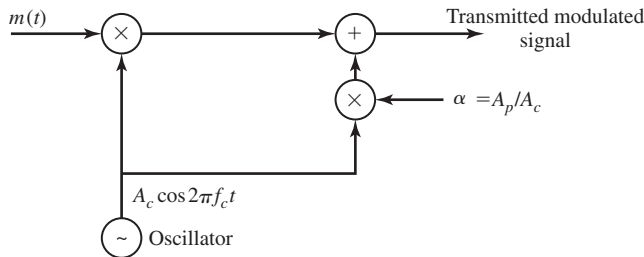 m(t)
×
+
Transmitted modulated
signal
×
α = A_p/A_c
A_c cos 2πf_c t
~
Oscillator